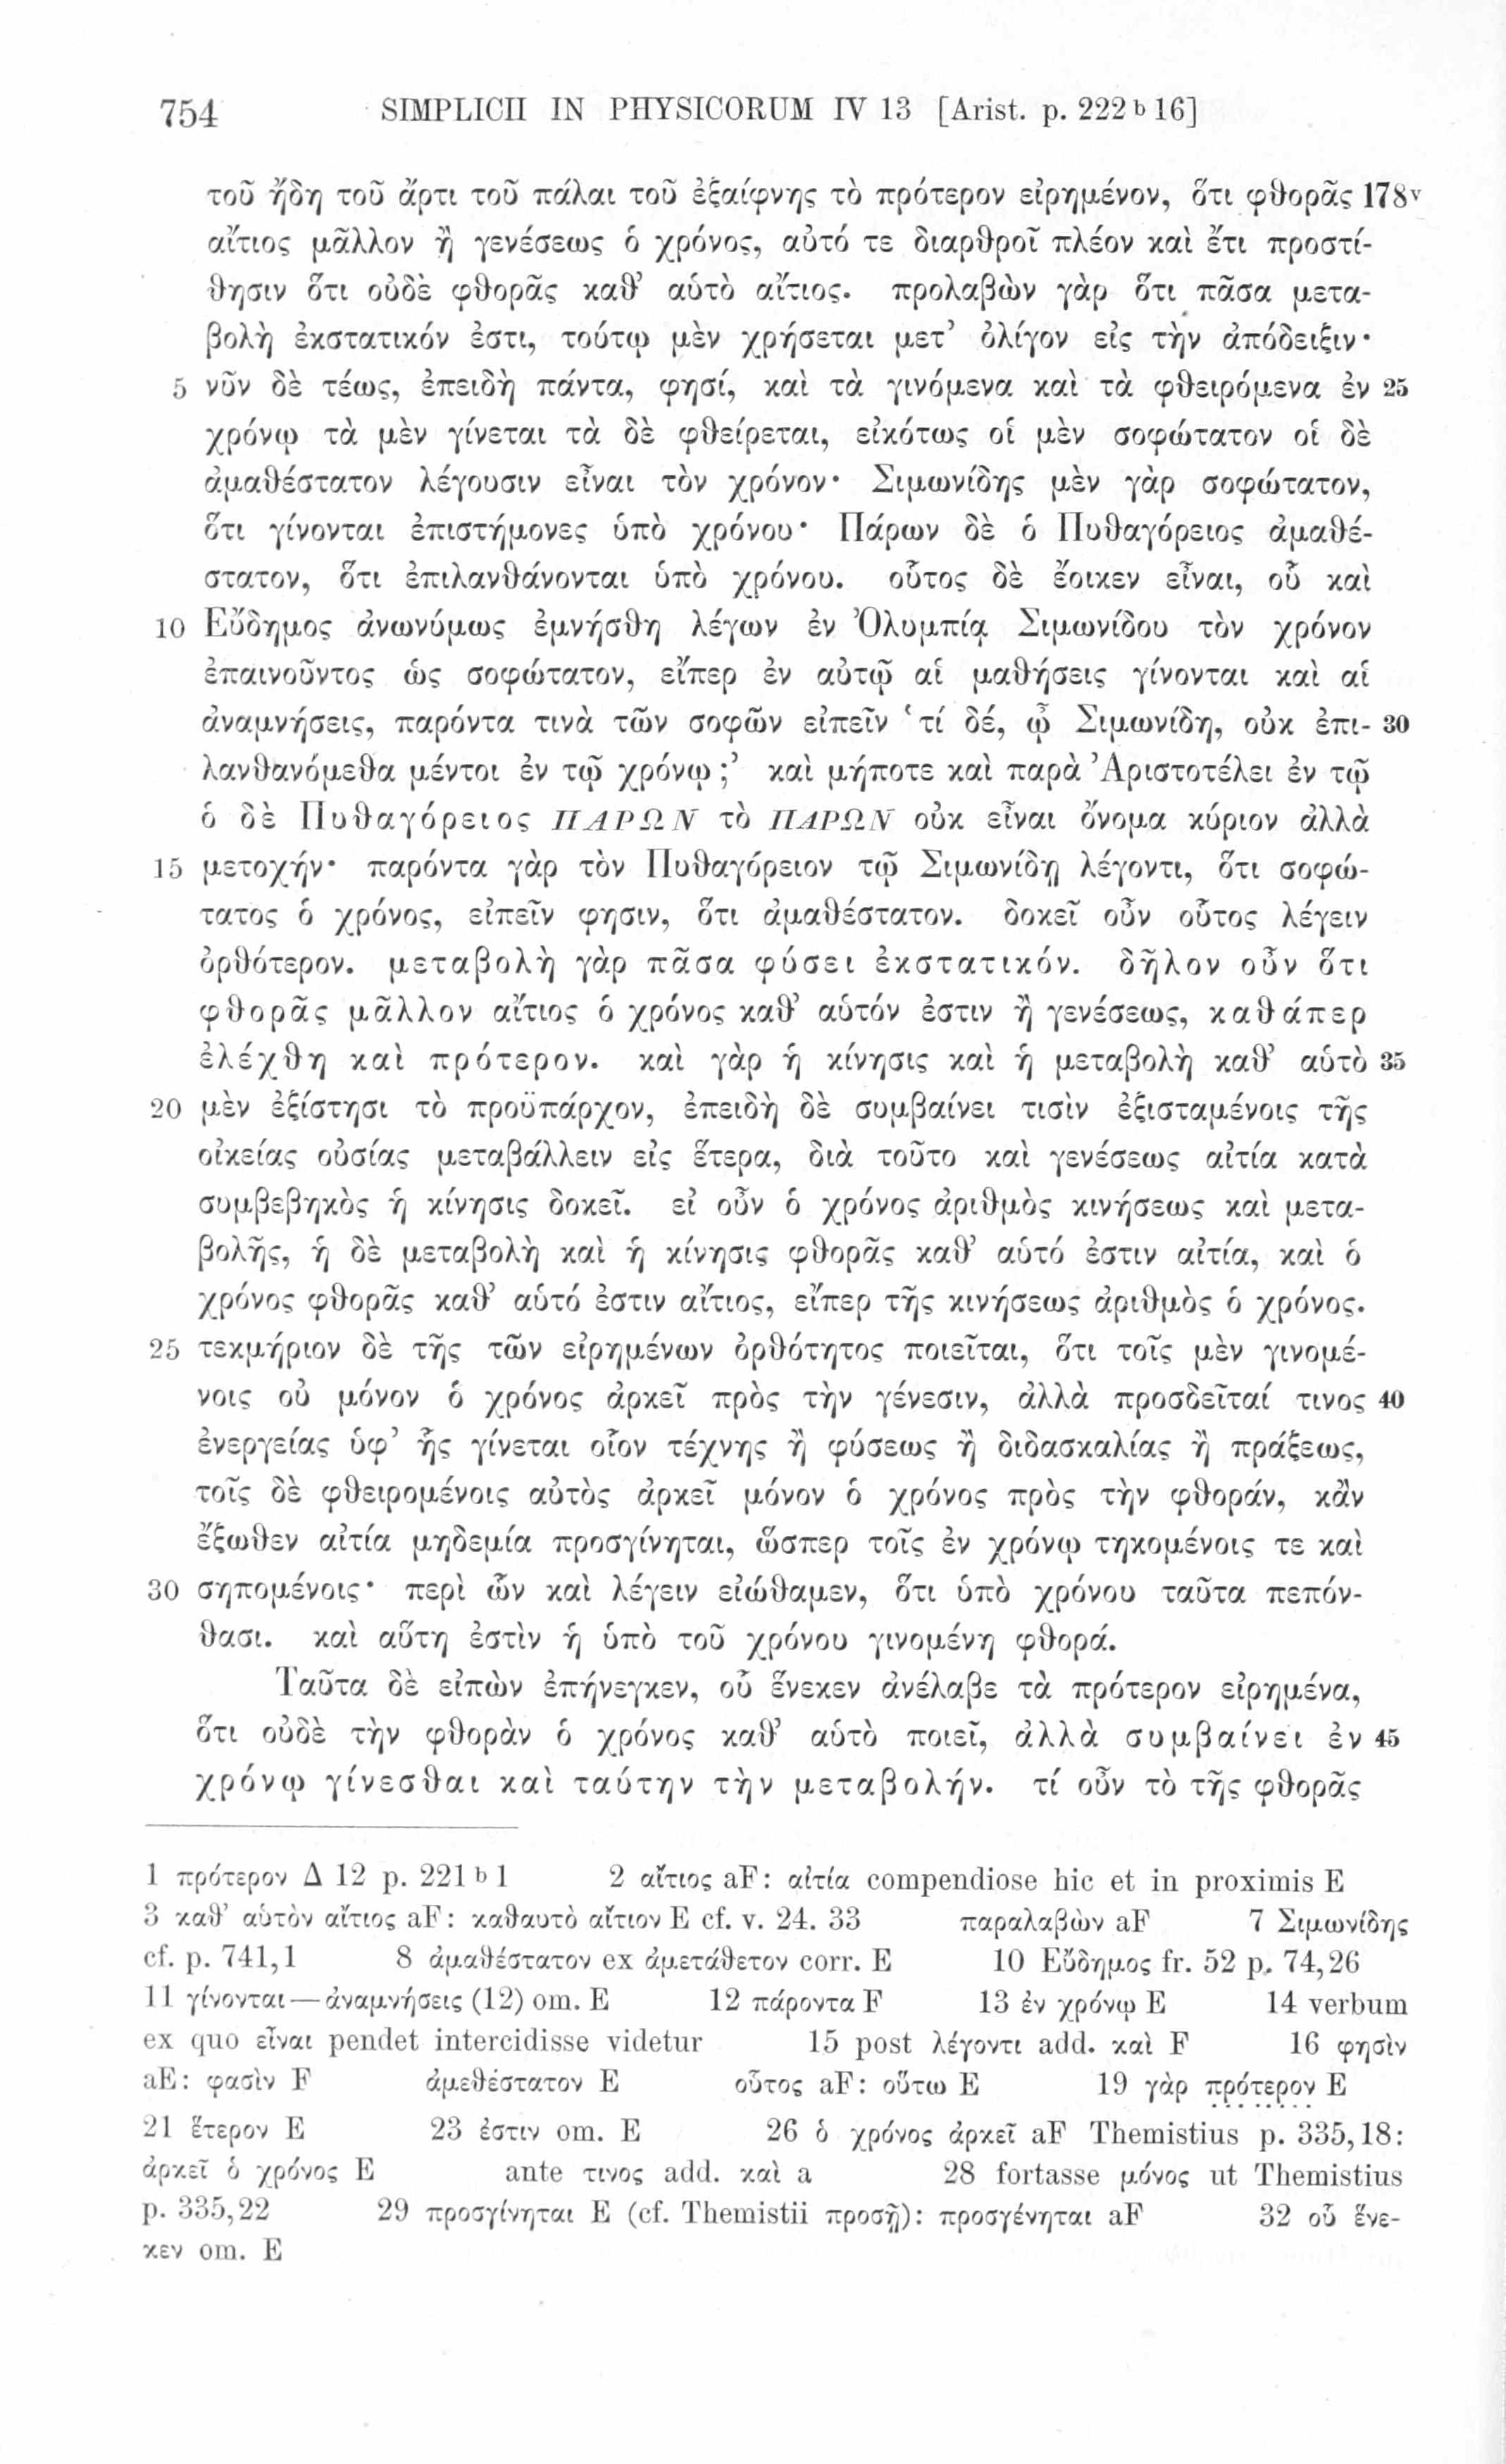 754 SIMPLICII IN PHYSICORUM IV 13 [Arist. p. 222 b 16]
τοῦ ἤδη τοῦ ἄρτι τοῦ πάλαι τοῦ ἐξαίφνης τὸ πρότερον εἰρημένον, ὅτι φθορᾶς 178v
αἴτιος μᾶλλον ἢ γενέσεως ὁ χρόνος, αὐτό τε διαρθροῖ πλέον καὶ ἔτι προστί-
θησιν ὅτι οὐδὲ φθορᾶς καθ’ αὑτὸ αἴτιος. προλαβὼν γὰρ ὅτι πᾶσα μετα-
βολὴ ἐκστατικόν ἐστι, τούτῳ μὲν χρήσεται μετ’ ὀλίγον εἰς τὴν ἀπόδειξιν·
5 νῦν δὲ τέως, ἐπειδὴ πάντα, φησί, καὶ τὰ γινόμενα καὶ τὰ φθειρόμενα ἐν 25
χρόνῳ τὰ μὲν γίνεται τὰ δὲ φθείρεται, εἰκότως οἱ μὲν σοφώτατον οἱ δὲ
ἀμαθέστατον λέγουσιν εἶναι τὸν χρόνον· Σιμωνίδης μὲν γὰρ σοφώτατον,
ὅτι γίνονται ἐπιστήμονες ὑπὸ χρόνου· Πάρων δὲ ὁ Πυθαγόρειος ἀμαθέ-
στατον, ὅτι ἐπιλανθάνονται ὑπὸ χρόνου. οὗτος δὲ ἔοικεν εἶναι, οὗ καὶ
10 Εὔδημος ἀνωνύμως ἐμνήσθη λέγων ἐν Ὀλυμπίᾳ Σιμωνίδου τὸν χρόνον
ἐπαινοῦντος ὡς σοφώτατον, εἴπερ ἐν αὐτῷ αἱ μαθήσεις γίνονται καὶ αἱ
ἀναμνήσεις, παρόντα τινὰ τῶν σοφῶν εἰπεῖν ‘τί δέ, ὦ Σιμωνίδη, οὐκ ἐπι- 30
λανθανόμεθα μέντοι ἐν τῷ χρόνῳ;’ καὶ μήποτε καὶ παρὰ Ἀριστοτέλει ἐν τῷ
ὁ δὲ Πυθαγόρειος ΠΑΡΩΝ τὸ ΠΑΡΩΝ οὐκ εἶναι ὄνομα κύριον ἀλλὰ
15 μετοχήν· παρόντα γὰρ τὸν Πυθαγόρειον τῷ Σιμωνίδῃ λέγοντι, ὅτι σοφώ-
τατος ὁ χρόνος, εἰπεῖν φησιν, ὅτι ἀμαθέστατον. δοκεῖ οὖν οὗτος λέγειν
ὀρθότερον. μεταβολὴ γὰρ πᾶσα φύσει ἐκστατικόν. δῆλον οὖν ὅτι
φθορᾶς μᾶλλον αἴτιος ὁ χρόνος καθ’ αὑτόν ἐστιν ἢ γενέσεως, καθάπερ
ἐλέχθη καὶ πρότερον. καὶ γὰρ ἡ κίνησις καὶ ἡ μεταβολὴ καθ’ αὑτὸ 35
20 μὲν ἐξίστησι τὸ προϋπάρχον, ἐπειδὴ δὲ συμβαίνει τισὶν ἐξισταμένοις τῆς
οἰκείας οὐσίας μεταβάλλειν εἰς ἕτερα, διὰ τοῦτο καὶ γενέσεως αἰτία κατὰ
συμβεβηκὸς ἡ κίνησις δοκεῖ. εἰ οὖν ὁ χρόνος ἀριθμὸς κινήσεως καὶ μετα-
βολῆς, ἡ δὲ μεταβολὴ καὶ ἡ κίνησις φθορᾶς καθ’ αὑτό ἐστιν αἰτία, καὶ ὁ
χρόνος φθορᾶς καθ’ αὑτό ἐστιν αἴτιος, εἴπερ τῆς κινήσεως ἀριθμὸς ὁ χρόνος.
25 τεκμήριον δὲ τῆς τῶν εἰρημένων ὀρθότητος ποιεῖται, ὅτι τοῖς μὲν γινομέ-
νοις οὐ μόνον ὁ χρόνος ἀρκεῖ πρὸς τὴν γένεσιν, ἀλλὰ προσδεῖταί τινος 40
ἐνεργείας ὑφ’ ἧς γίνεται οἷον τέχνης ἢ φύσεως ἢ διδασκαλίας ἢ πράξεως,
τοῖς δὲ φθειρομένοις αὐτὸς ἀρκεῖ μόνον ὁ χρόνος πρὸς τὴν φθοράν, κἂν
ἔξωθεν αἰτία μηδεμία προσγίνηται, ὥσπερ τοῖς ἐν χρόνῳ τηκομένοις τε καὶ
30 σηπομένοις· περὶ ὧν καὶ λέγειν εἰώθαμεν, ὅτι ὑπὸ χρόνου ταῦτα πεπόν-
θασι. καὶ αὕτη ἐστὶν ἡ ὑπὸ τοῦ χρόνου γινομένη φθορά.
Ταῦτα δὲ εἰπὼν ἐπήνεγκεν, οὗ ἕνεκεν ἀνέλαβε τὰ πρότερον εἰρημένα,
ὅτι οὐδὲ τὴν φθορὰν ὁ χρόνος καθ’ αὑτὸ ποιεῖ, ἀλλὰ συμβαίνει ἐν 45
χρόνῳ γίνεσθαι καὶ ταύτην τὴν μεταβολήν. τί οὖν τὸ τῆς φθορᾶς
1 πρότερον Δ 12 p. 221 b 1 2 αἴτιος aF: αἰτία compendiose hic et in proximis E
3 καθ’ αὑτὸν αἴτιος aF: καθαυτὸ αἴτιον E cf. v. 24. 33 παραλαβὼν aF 7 Σιμωνίδης
cf. p. 741,1 8 ἀμαθέστατον ex ἀμετάθετον corr. E 10 Εὔδημος fr. 52 p. 74,26
11 γίνονται—ἀναμνήσεις (12) om. E 12 πάροντα F 13 ἐν χρόνῳ E 14 verbum
ex quo εἶναι pendet intercidisse videtur 15 post λέγοντι add. καὶ F 16 φησὶν
aE: φασὶν F ἀμεθέστατον E οὗτος aF: οὕτω E 19 γὰρ πρότερον E
21 ἕτερον E 23 ἐστιν om. E 26 ὁ χρόνος ἀρκεῖ aF Themistius p. 335,18:
ἀρκεῖ ὁ χρόνος E ante τινος add. καὶ a 28 fortasse μόνος ut Themistius
p. 335,22 29 προσγίνηται E (cf. Themistii προσῇ): προσγένηται aF 32 οὗ ἕνε-
κεν om. E